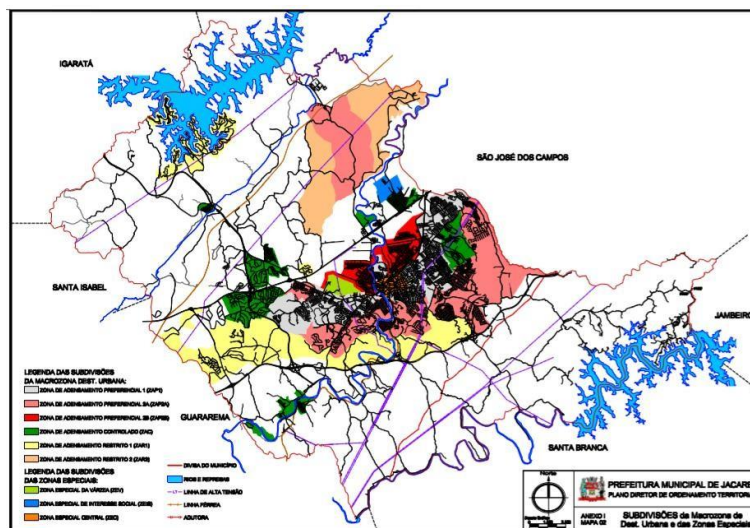 IGARATÁ
SÃO JOSÉ DOS CAMPOS
SANTA ISABEL
JAMBEIRO
GUARAREMA
SANTA BRANCA
LEGENDA DAS SUBDIVISÕES
DA MACROZONA DEST. URBANA:
ZONA DE ADENSAMENTO PREFERENCIAL 1 (ZAP1)
ZONA DE ADENSAMENTO PREFERENCIAL 2A (ZAP2A)
ZONA DE ADENSAMENTO PREFERENCIAL 2B (ZAP2B)
ZONA DE ADENSAMENTO CONTROLADO (ZAC)
ZONA DE ADENSAMENTO RESTRITO 1 (ZAR1)
ZONA DE ADENSAMENTO RESTRITO 2 (ZAR2)
LEGENDA DAS SUBDIVISÕES
DAS ZONAS ESPECIAIS:
ZONA ESPECIAL DA VÁRZEA (ZEV)
ZONA ESPECIAL DE INTERESSE SOCIAL (ZEIS)
ZONA ESPECIAL CENTRAL (ZEC)
DIVISA DO MUNICÍPIO
RIOS E REPRESAS
LINHA DE ALTA TENSÃO
LINHA FÉRREA
ADUTORA
Norte
PREFEITURA MUNICIPAL DE JACARE
PLANO DIRETOR DE ORDENAMENTO TERRITOR
ANEXO I
MAPA 02
SUBDIVISÕES da Macrozona de
Dest. Urbana e das Zonas Especiai